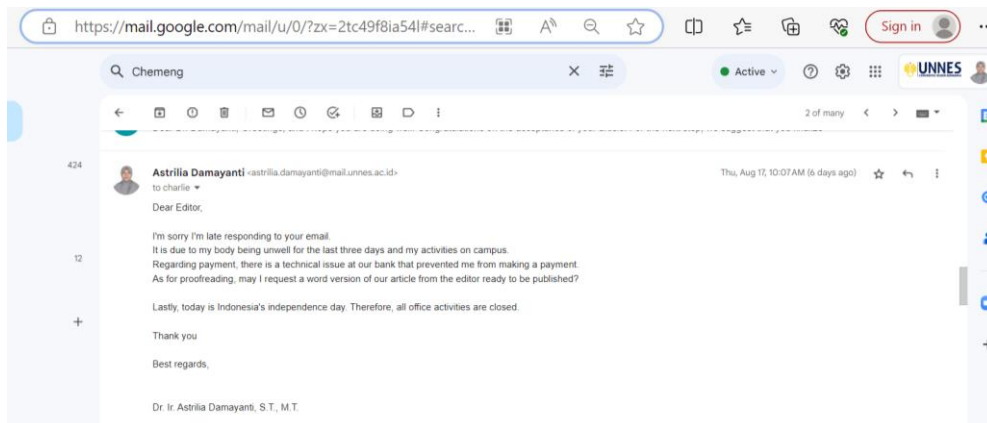 https://mail.google.com/mail/u/0/?zx=2tc49f8ia54l#searc...
Sign in
Chemeng
Active
UNNES
2 of many
424
Astrilia Damayanti <astrilia.damayanti@mail.unnes.ac.id>
Thu, Aug 17, 10:07 AM (6 days ago)
to charlie
Dear Editor,
I'm sorry I'm late responding to your email.
It is due to my body being unwell for the last three days and my activities on campus.
12
Regarding payment, there is a technical issue at our bank that prevented me from making a payment.
As for proofreading, may I request a word version of our article from the editor ready to be published?
Lastly, today is Indonesia's independence day. Therefore, all office activities are closed.
Thank you
Best regards,
Dr. Ir. Astrilia Damayanti, S.T., M.T.